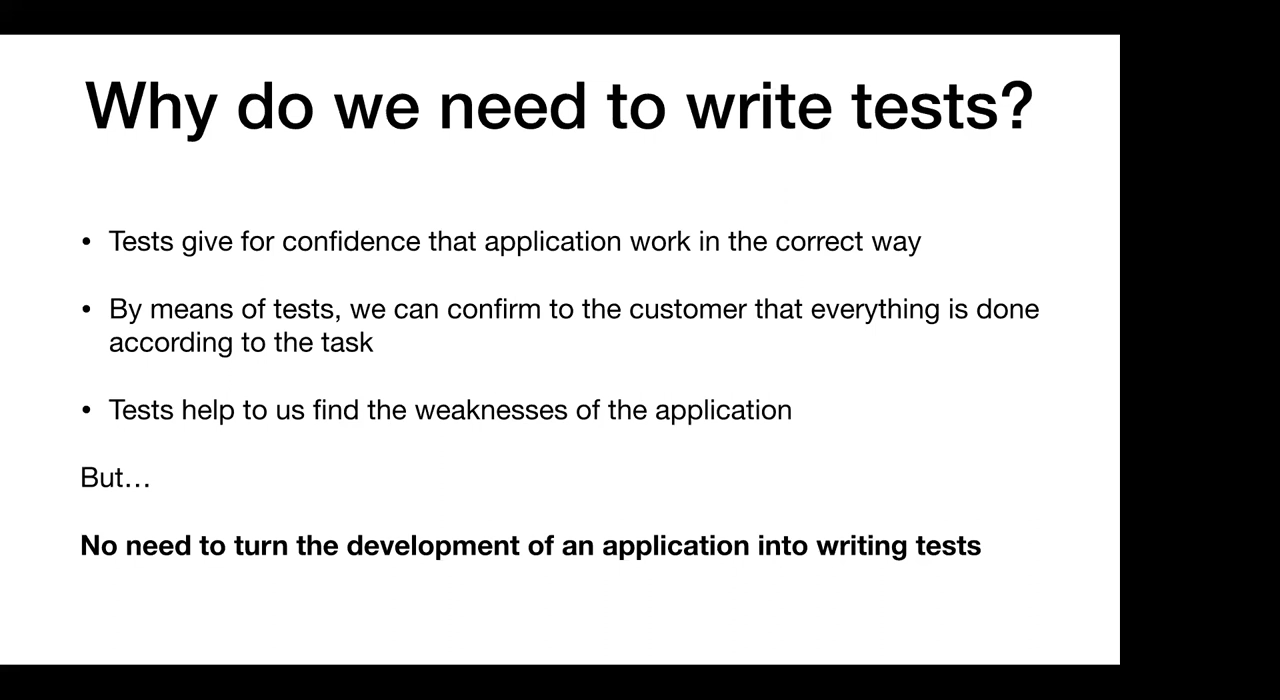 Why do we need to write tests?
• Tests give for confidence that application work in the correct way
• By means of tests, we can confirm to the customer that everything is done
according to the task
• Tests help to us find the weaknesses of the application
But…
No need to turn the development of an application into writing tests